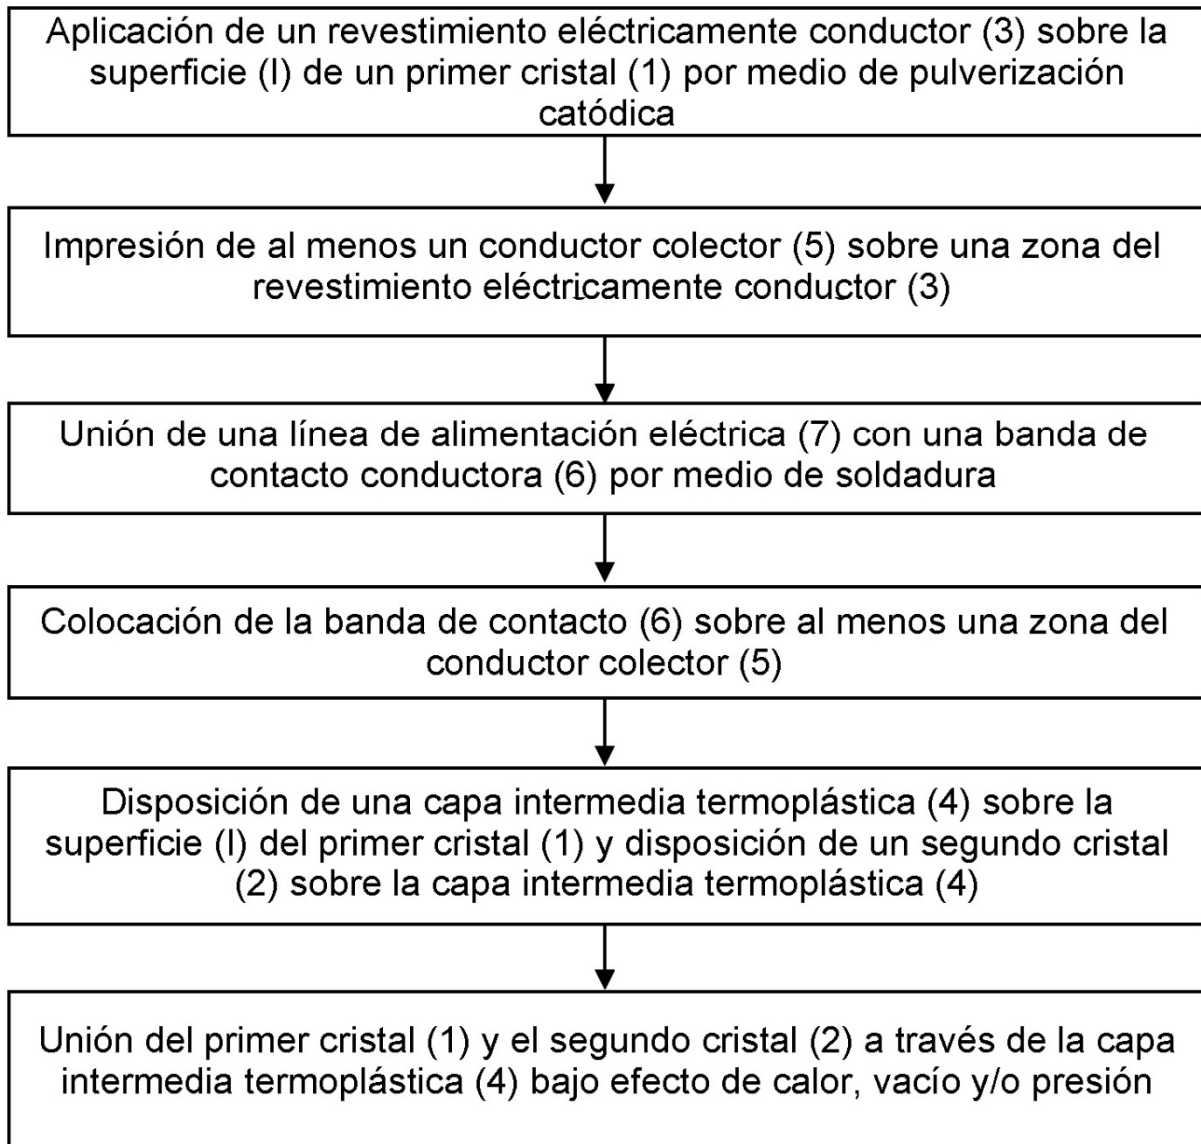 Aplicación de un revestimiento eléctricamente conductor (3) sobre la
superficie (I) de un primer cristal (1) por medio de pulverización
catódica
Impresión de al menos un conductor colector (5) sobre una zona del
revestimiento eléctricamente conductor (3)
Unión de una línea de alimentación eléctrica (7) con una banda de
contacto conductora (6) por medio de soldadura
Colocación de la banda de contacto (6) sobre al menos una zona del
conductor colector (5)
Disposición de una capa intermedia termoplástica (4) sobre la
superficie (I) del primer cristal (1) y disposición de un segundo cristal
(2) sobre la capa intermedia termoplástica (4)
Unión del primer cristal (1) y el segundo cristal (2) a través de la capa
intermedia termoplástica (4) bajo efecto de calor, vacío y/o presión